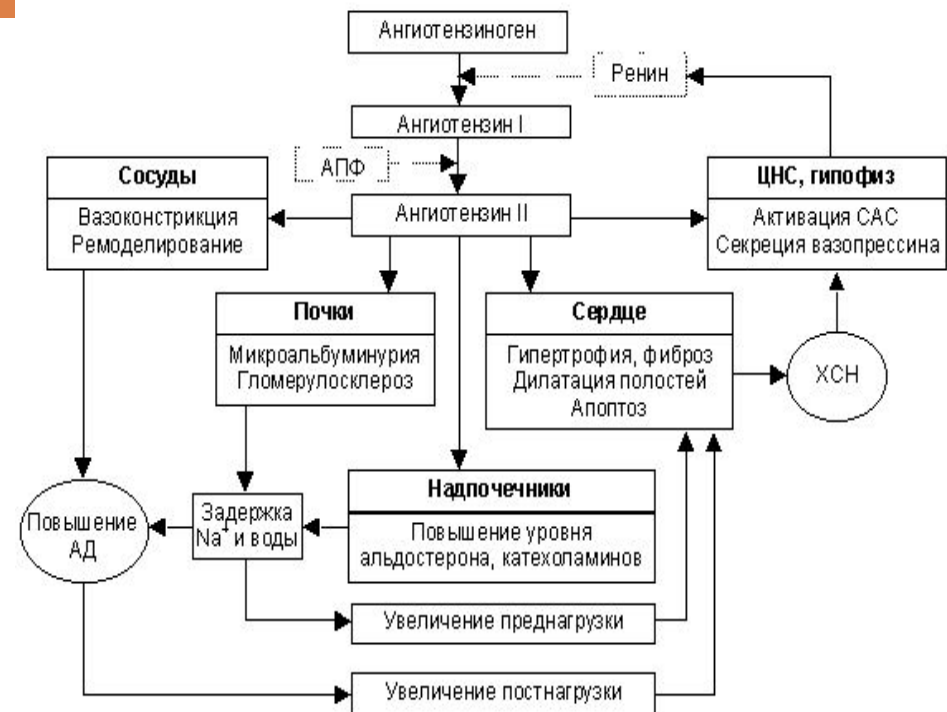 Ангиотензиноген
Ренин
Ангиотензин I
АПФ
Сосуды
Вазоконстрикция
Ремоделирование
Ангиотензин II
ЦНС, гипофиз
Активация САС
Секреция вазопрессина
Почки
Микроальбуминурия
Гломерулосклероз
Сердце
Гипертрофия, фиброз
Дилатация полостей
Апоптоз
ХСН
Надпочечники
Повышение уровня
альдостерона, катехоламинов
Задержка
Na⁺ и воды
Повышение
АД
Увеличение преднагрузки
Увеличение постнагрузки